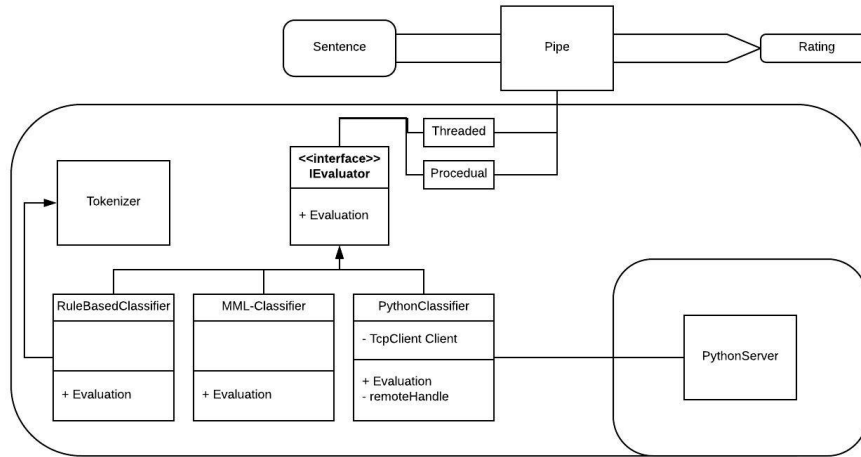 Sentence
Pipe
Rating
Threaded
Procedual
<<interface>>
IEvaluator
+ Evaluation
Tokenizer
RuleBasedClassifier
+ Evaluation
MML-Classifier
+ Evaluation
PythonClassifier
- TcpClient Client
+ Evaluation
- remoteHandle
PythonServer